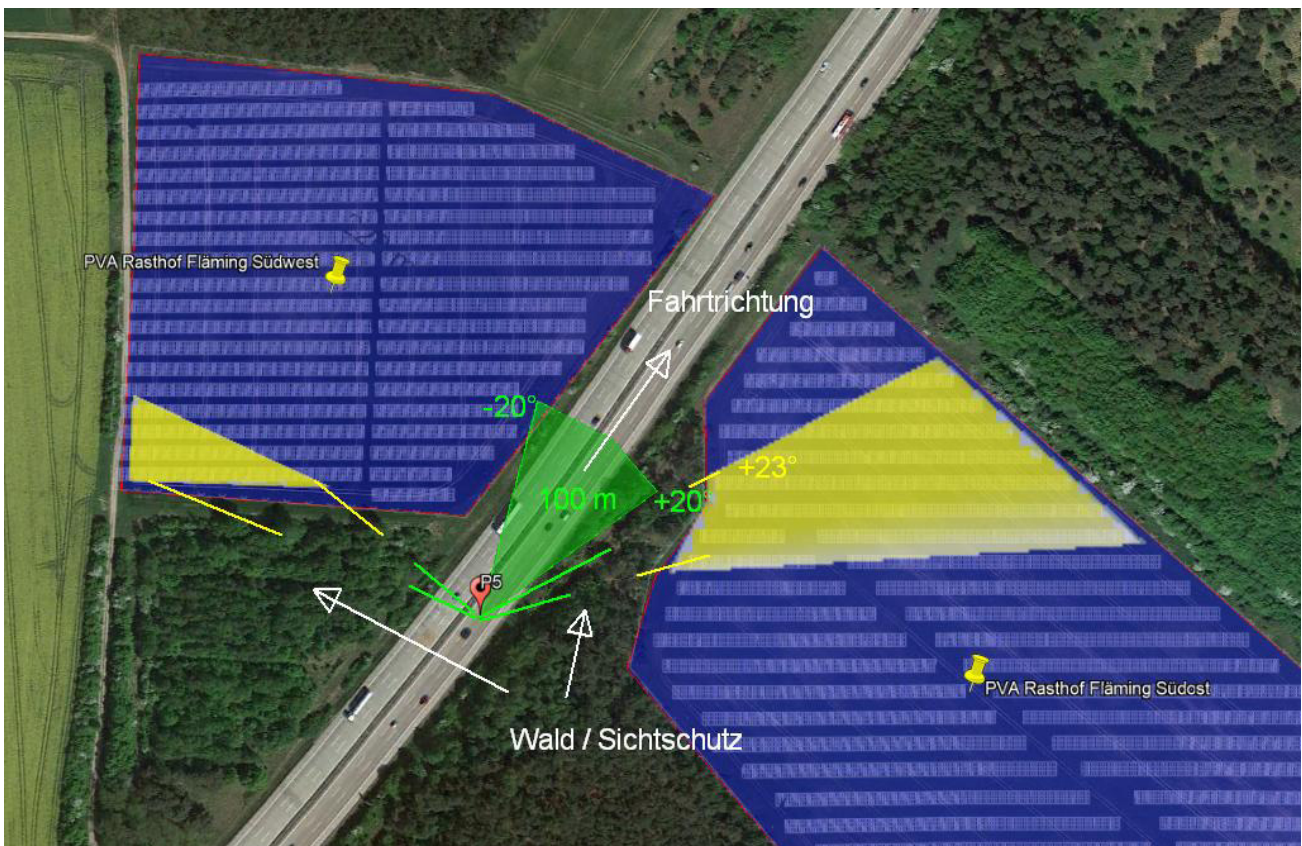 PVA Rasthof Fläming Südwest
Fahrtrichtung
-20°
+23°
100 m
+20°
P5
PVA Rasthof Fläming Südost
Wald / Sichtschutz